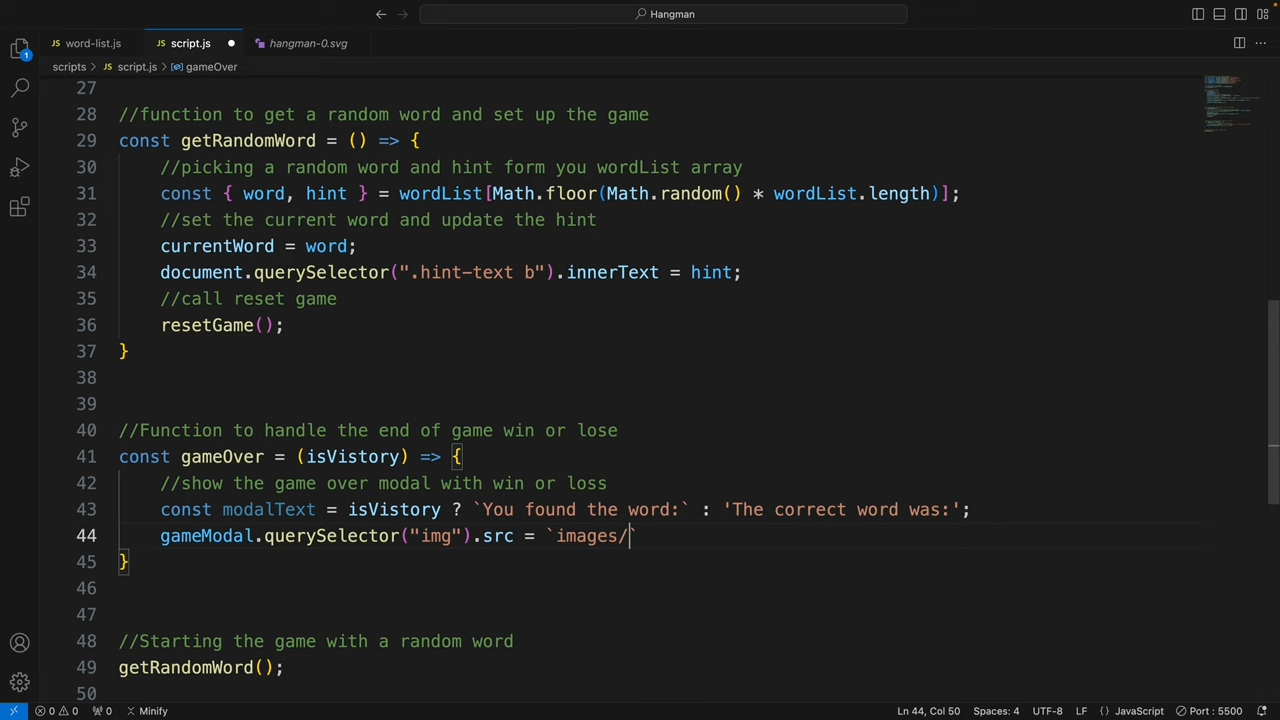 Hangman
word-list.js
script.js
hangman-0.svg
scripts > script.js > gameOver
27
28 //function to get a random word and set up the game
29 const getRandomWord = () => {
30 //picking a random word and hint form you wordList array
31 const { word, hint } = wordList[Math.floor(Math.random() * wordList.length)];
32 //set the current word and update the hint
33 currentWord = word;
34 document.querySelector(".hint-text b").innerText = hint;
35 //call reset game
36 resetGame();
37 }
38
39
40 //Function to handle the end of game win or lose
41 const gameOver = (isVistory) => {
42 //show the game over modal with win or loss
43 const modalText = isVistory ? `You found the word:` : 'The correct word was:';
44 gameModal.querySelector("img").src = `images/`
45 }
46
47
48 //Starting the game with a random word
49 getRandomWord();
50
1
0 0 0 Minify Ln 44, Col 50 Spaces: 4 UTF-8 LF {} JavaScript Port : 5500